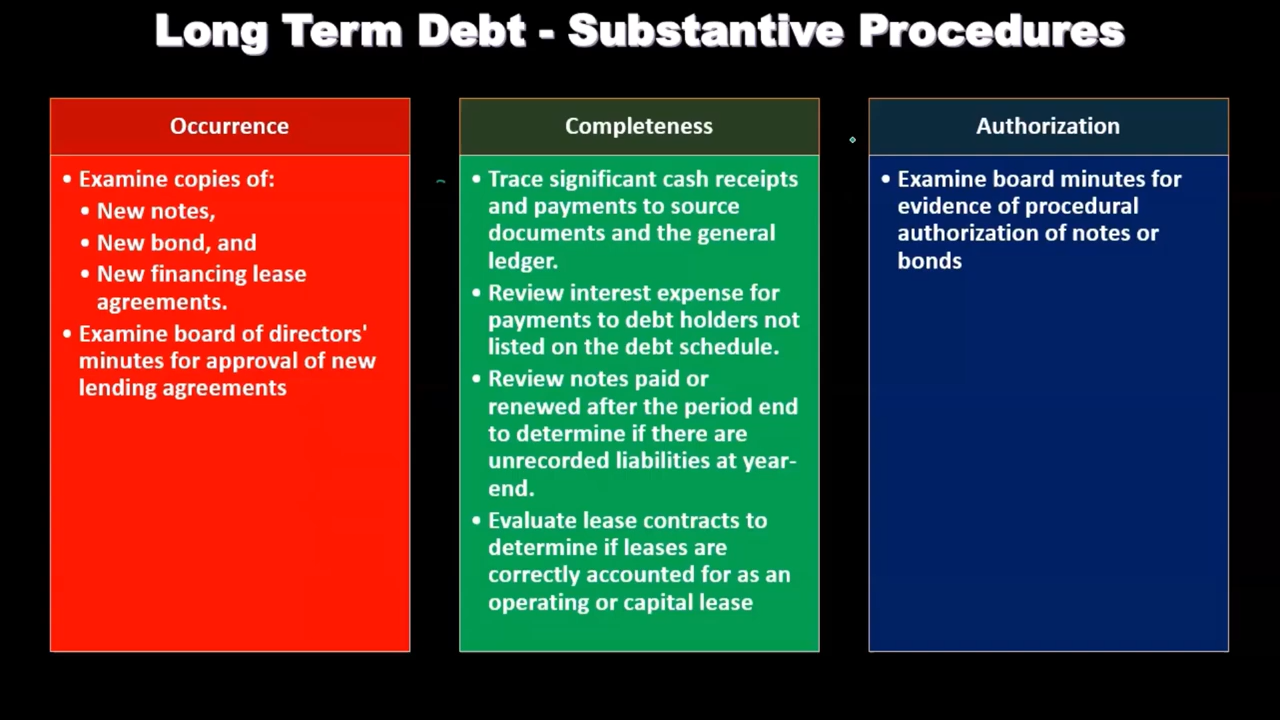 Long Term Debt - Substantive Procedures
Occurrence
• Examine copies of:
• New notes,
• New bond, and
• New financing lease
agreements.
• Examine board of directors'
minutes for approval of new
lending agreements
Completeness
• Trace significant cash receipts
and payments to source
documents and the general
ledger.
• Review interest expense for
payments to debt holders not
listed on the debt schedule.
• Review notes paid or
renewed after the period end
to determine if there are
unrecorded liabilities at year-
end.
• Evaluate lease contracts to
determine if leases are
correctly accounted for as an
operating or capital lease
Authorization
• Examine board minutes for
evidence of procedural
authorization of notes or
bonds